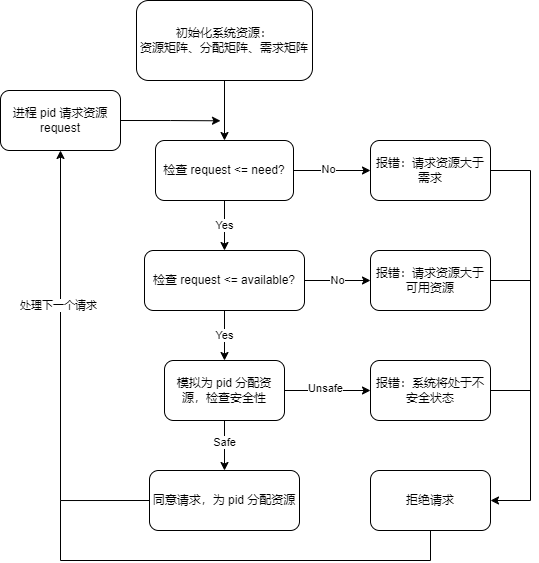 初始化系统资源：
资源矩阵、分配矩阵、需求矩阵
进程 pid 请求资源
request
检查 request <= need?
No
报错：请求资源大于
需求
Yes
检查 request <= available?
No
报错：请求资源大于
可用资源
处理下一个请求
Yes
模拟为 pid 分配资
源，检查安全性
Unsafe
报错：系统将处于不
安全状态
Safe
同意请求，为 pid 分配资源
拒绝请求